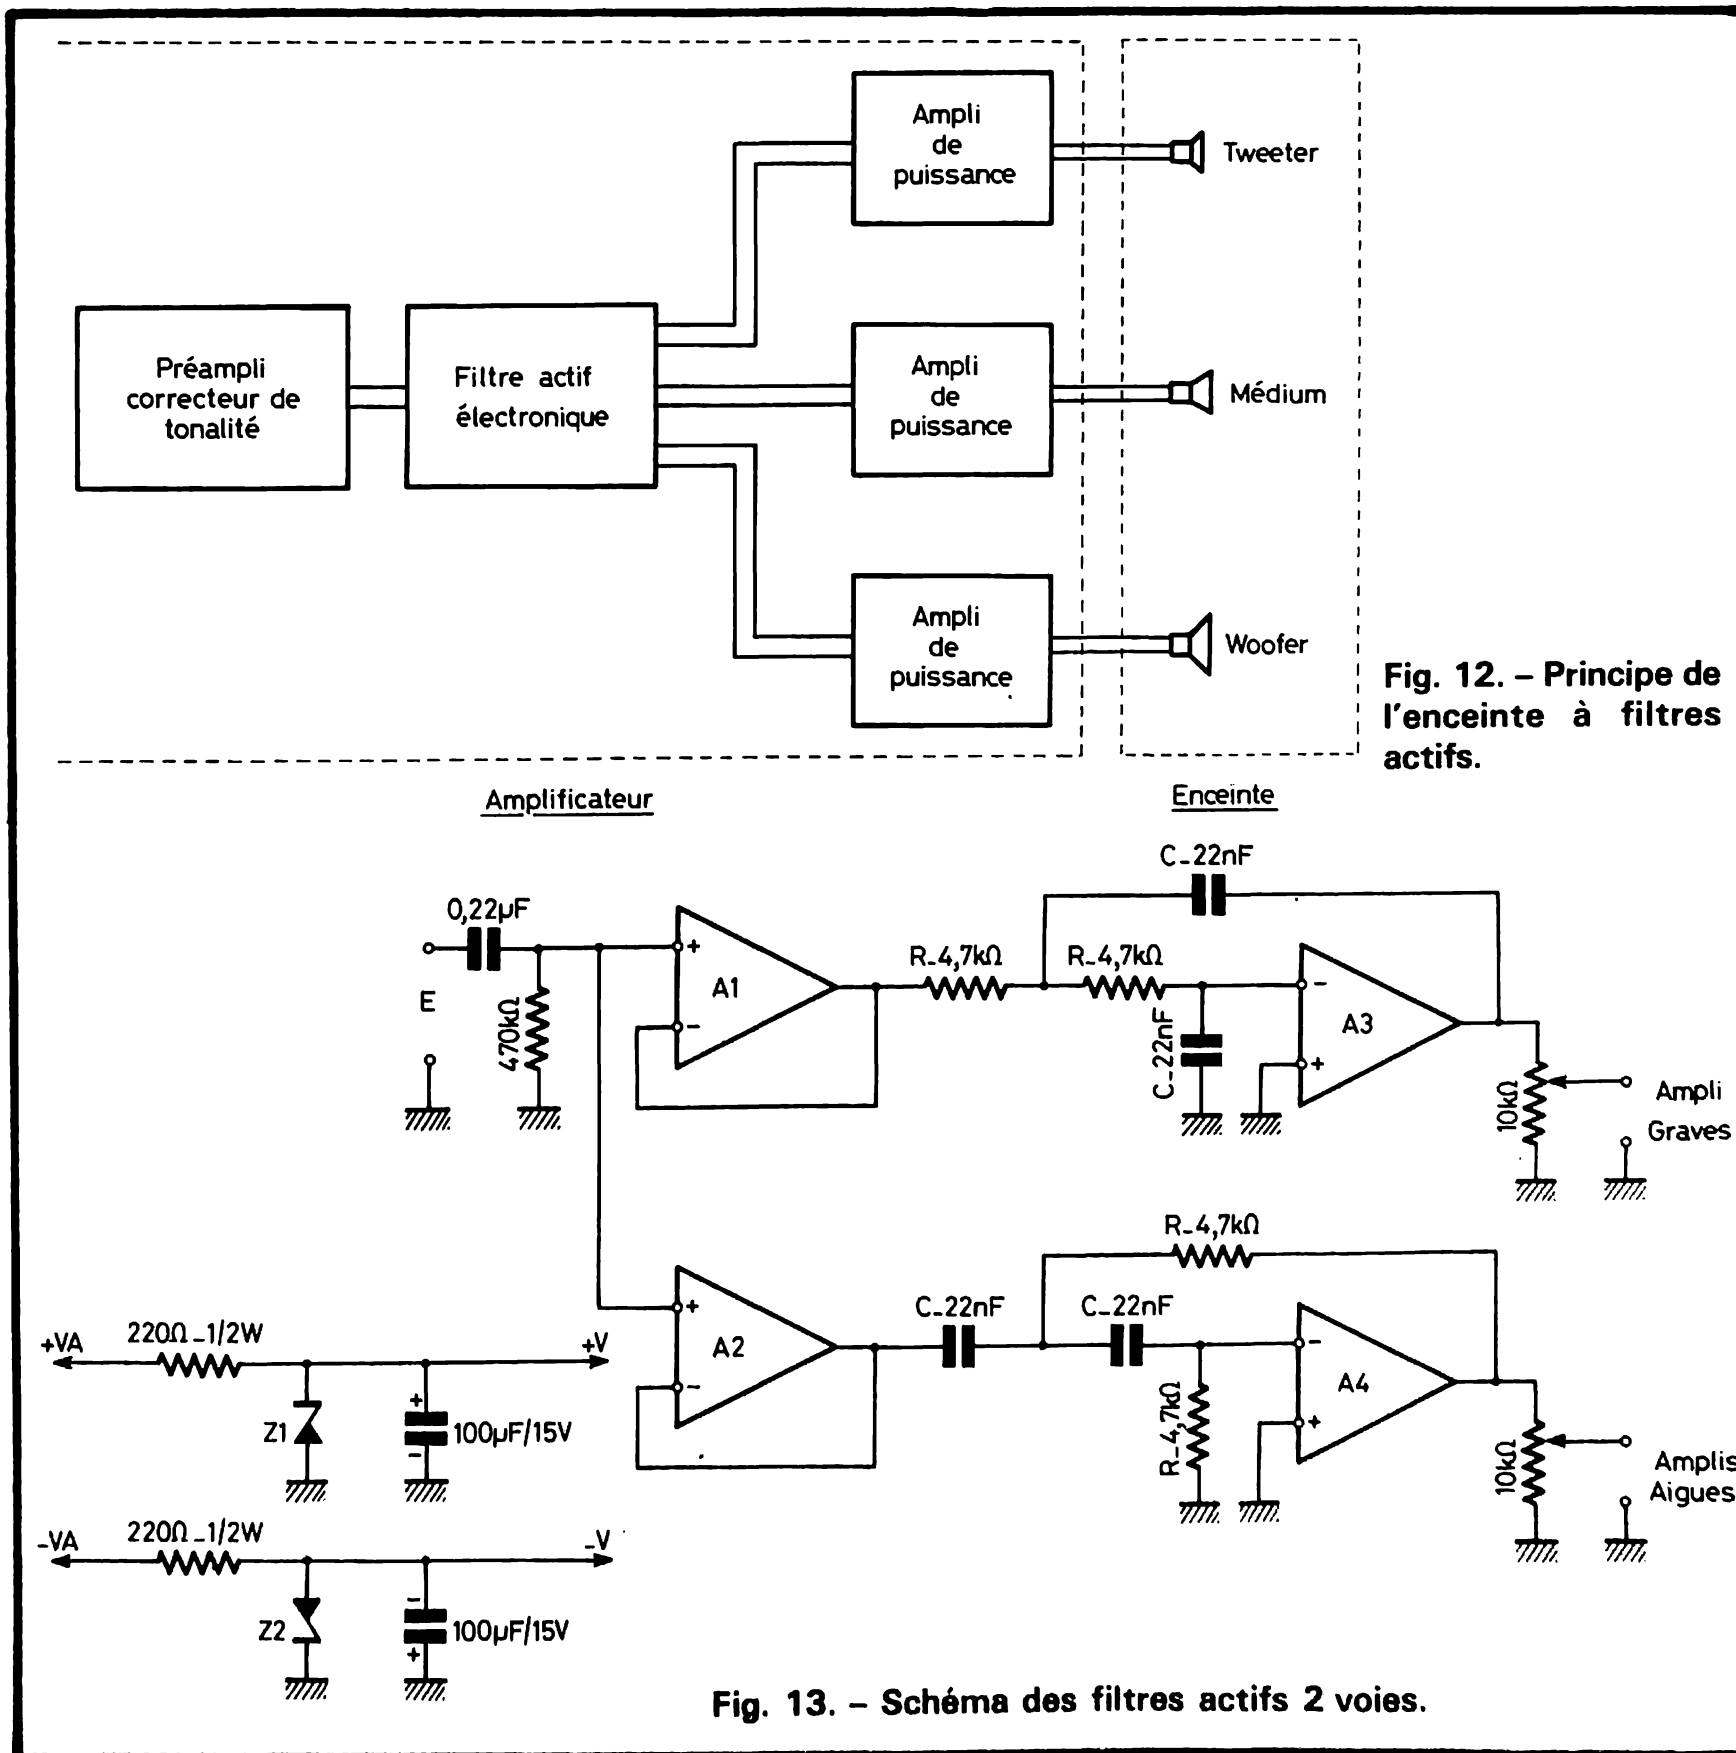 Ampli
de
puissance
Tweeter
Préampli
correcteur de
tonalité
Filtre actif
électronique
Ampli
de
puissance
Médium
Ampli
de
puissance
Woofer
Fig. 12. – Principe de
l'enceinte à filtres
actifs.
Amplificateur
Enceinte
C_22nF
0,22µF
E
470kΩ
+
A1
-
R_4,7kΩ
R_4,7kΩ
C_22nF
-
A3
+
10kΩ
Ampli
Graves
R_4,7kΩ
+
A2
-
C_22nF
C_22nF
R_4,7kΩ
-
A4
+
10kΩ
Amplis
Aigues
+VA
220Ω_1/2W
+V
Z1
+
-
100µF/15V
-VA
220Ω_1/2W
-V
Z2
-
+
100µF/15V
Fig. 13. – Schéma des filtres actifs 2 voies.